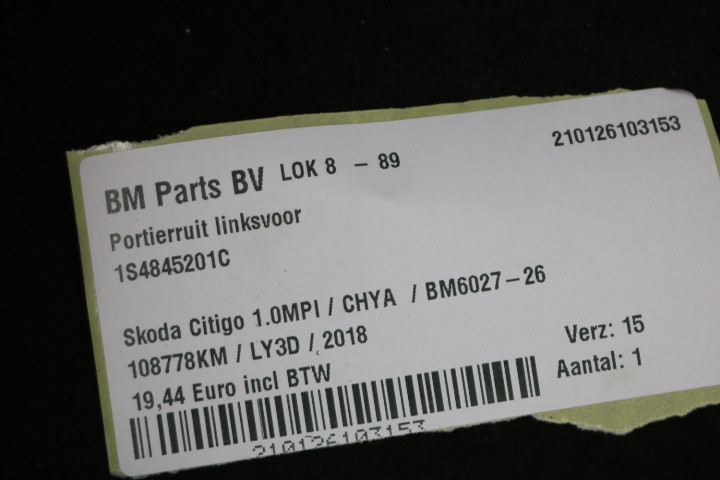 210126103153
BM Parts BV LOK 8 - 89
Portierruit linksvoor
1S4845201C
Skoda Citigo 1.0MPI / CHYA / BM6027-26
108778KM / LY3D / 2018
Verz: 15
19,44 Euro incl BTW
Aantal: 1
210126103153